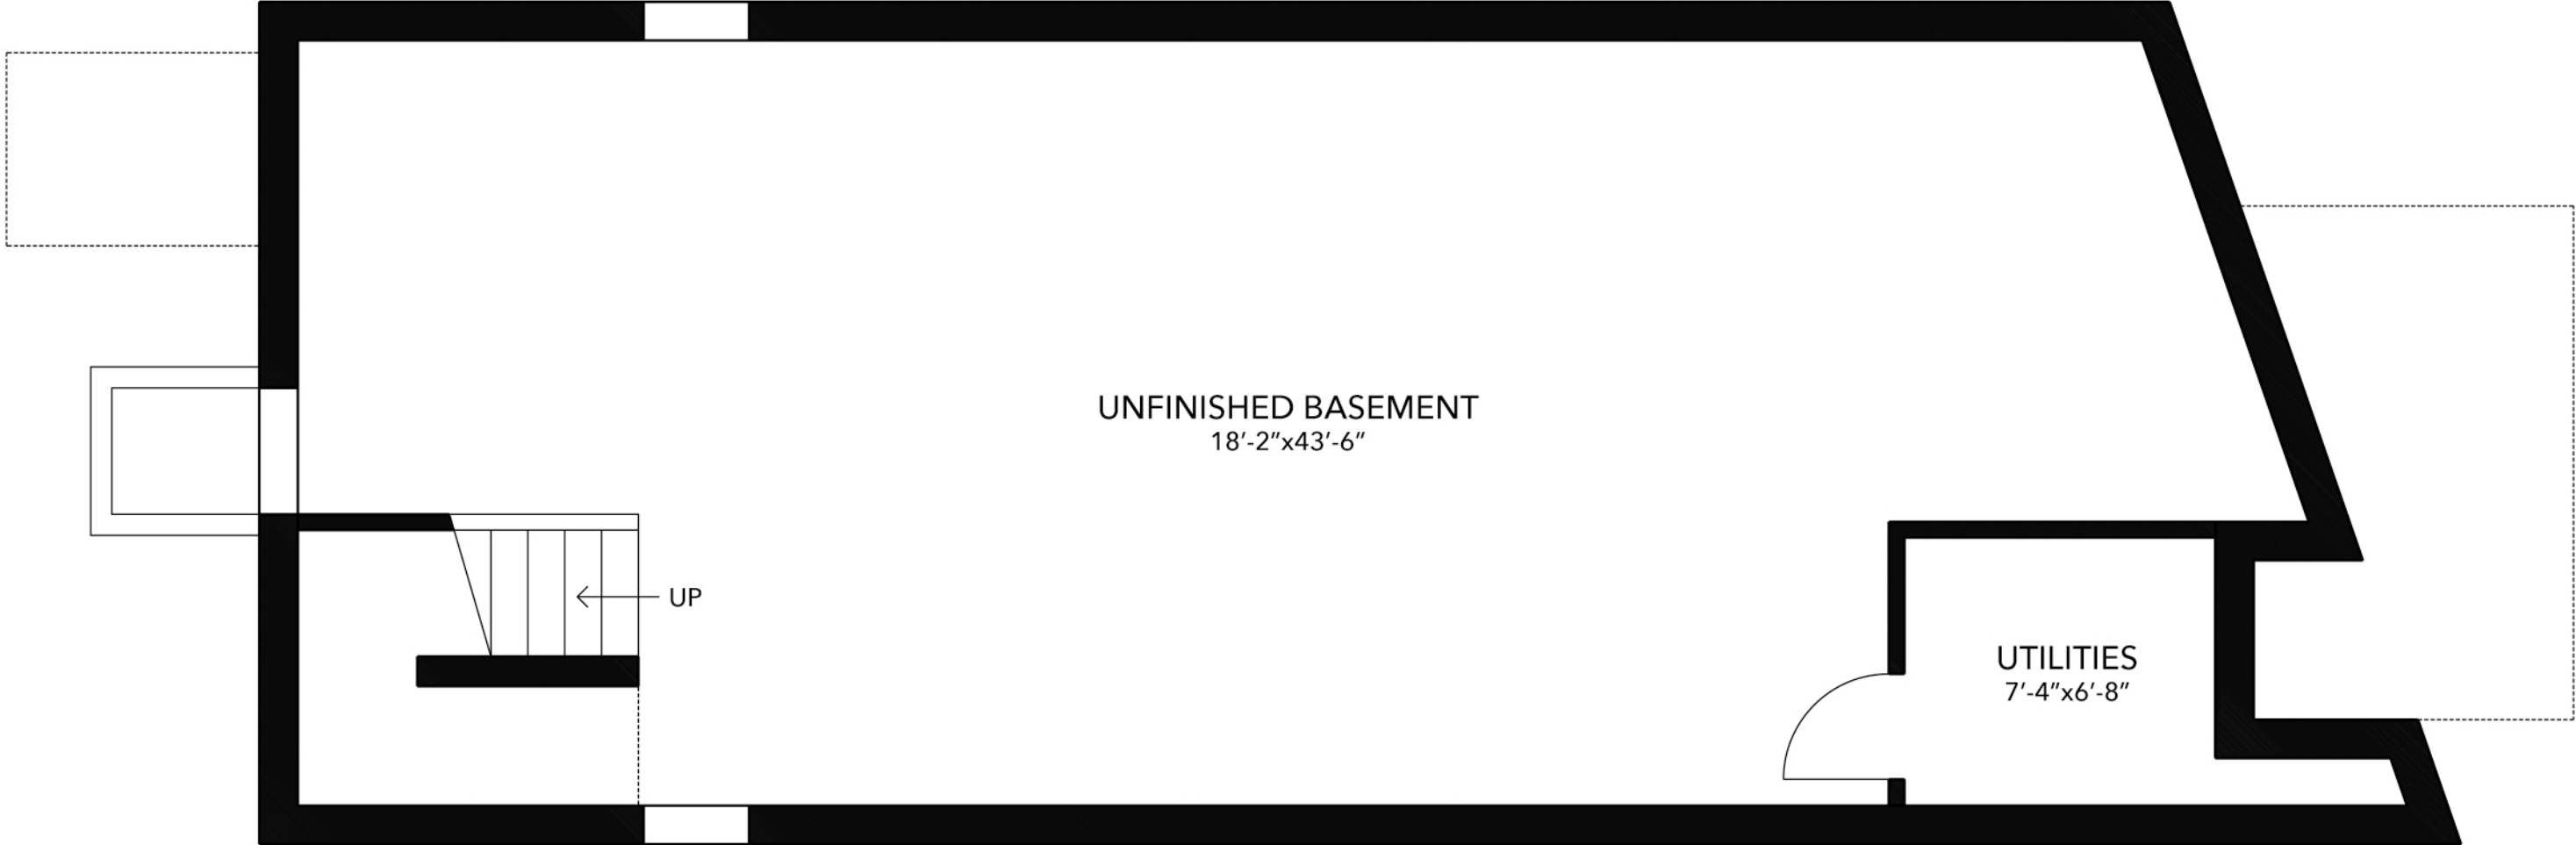 UNFINISHED BASEMENT
18’-2”x43’-6”
UP
UTILITIES
7’-4”x6’-8”